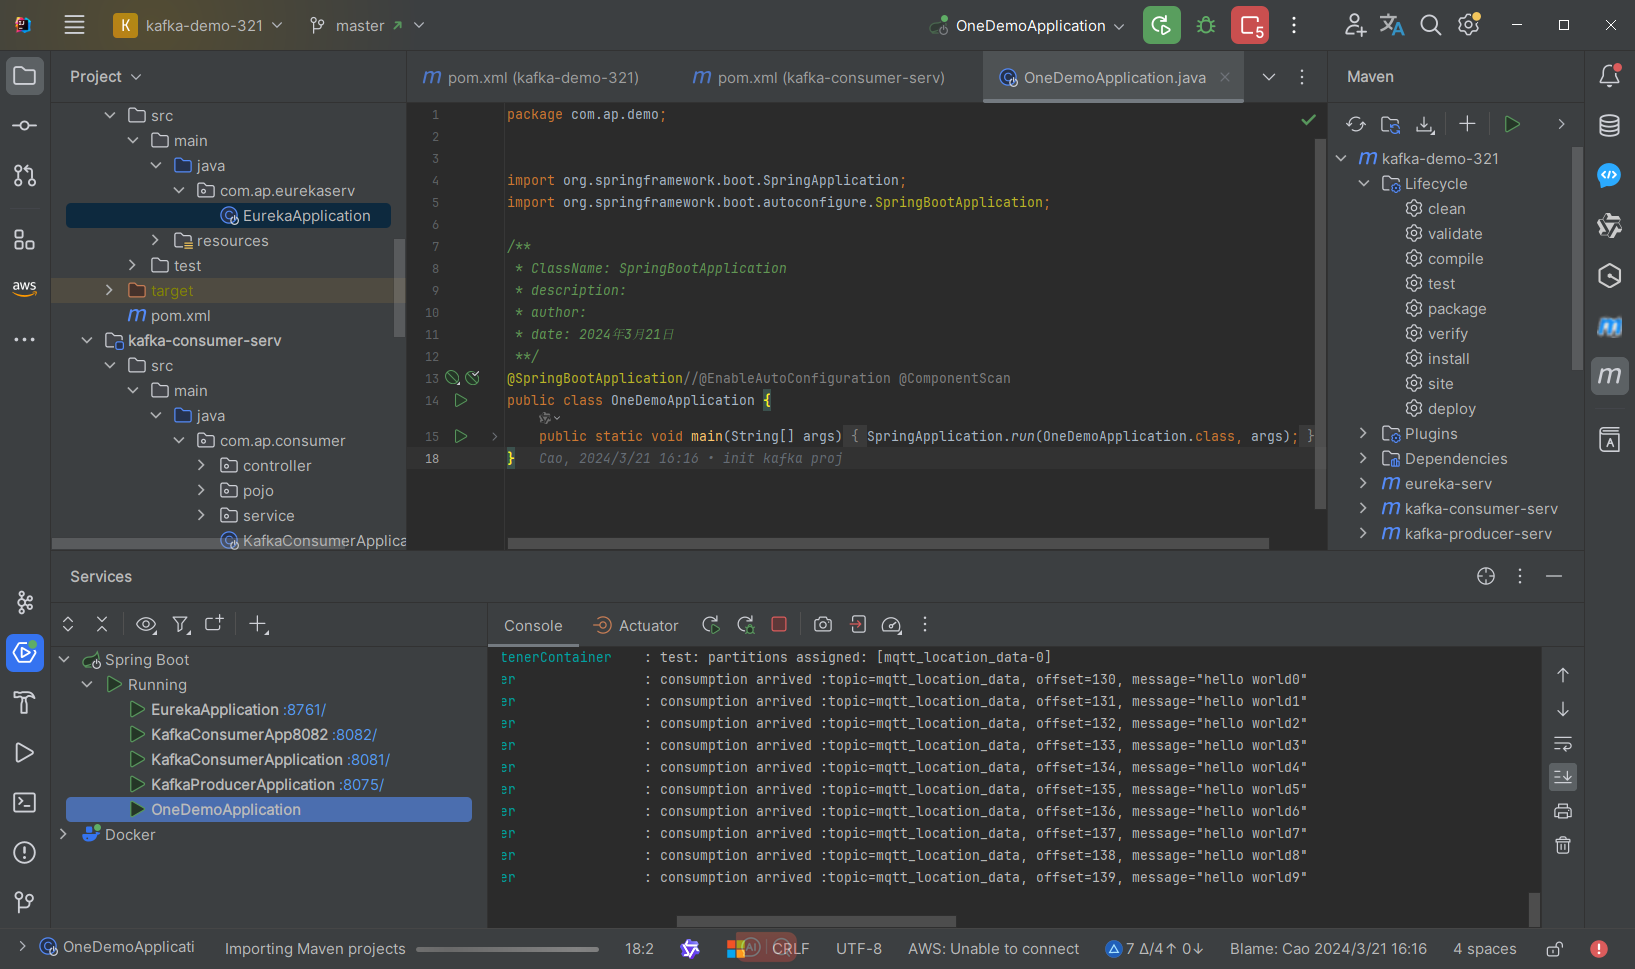 K kafka-demo-321 master OneDemoApplication 5
Project
src
main
java
com.ap.eurekaserv
EurekaApplication
resources
test
target
pom.xml
kafka-consumer-serv
src
main
java
com.ap.consumer
controller
pojo
service
KafkaConsumerApplica
aws
pom.xml (kafka-demo-321) pom.xml (kafka-consumer-serv) OneDemoApplication.java
1 package com.ap.demo;
2
3
4 import org.springframework.boot.SpringApplication;
5 import org.springframework.boot.autoconfigure.SpringBootApplication;
6
7 /**
8 * ClassName: SpringBootApplication
9 * description:
10 * author:
11 * date: 2024年3月21日
12 **/
13 @SpringBootApplication//@EnableAutoConfiguration @ComponentScan
14 public class OneDemoApplication {
15 public static void main(String[] args) { SpringApplication.run(OneDemoApplication.class, args); }
18 } Cao, 2024/3/21 16:16 • init kafka proj
Maven
kafka-demo-321
Lifecycle
clean
validate
compile
test
package
verify
install
site
deploy
Plugins
Dependencies
eureka-serv
kafka-consumer-serv
kafka-producer-serv
Services
Spring Boot
Running
EurekaApplication :8761/
KafkaConsumerApp8082 :8082/
KafkaConsumerApplication :8081/
KafkaProducerApplication :8075/
OneDemoApplication
Docker
Console Actuator
tenerContainer : test: partitions assigned: [mqtt_location_data-0]
er : consumption arrived :topic=mqtt_location_data, offset=130, message="hello world0"
er : consumption arrived :topic=mqtt_location_data, offset=131, message="hello world1"
er : consumption arrived :topic=mqtt_location_data, offset=132, message="hello world2"
er : consumption arrived :topic=mqtt_location_data, offset=133, message="hello world3"
er : consumption arrived :topic=mqtt_location_data, offset=134, message="hello world4"
er : consumption arrived :topic=mqtt_location_data, offset=135, message="hello world5"
er : consumption arrived :topic=mqtt_location_data, offset=136, message="hello world6"
er : consumption arrived :topic=mqtt_location_data, offset=137, message="hello world7"
er : consumption arrived :topic=mqtt_location_data, offset=138, message="hello world8"
er : consumption arrived :topic=mqtt_location_data, offset=139, message="hello world9"
OneDemoApplicati Importing Maven projects 18:2 AI CRLF UTF-8 AWS: Unable to connect 7 Δ/4↑ 0↓ Blame: Cao 2024/3/21 16:16 4 spaces